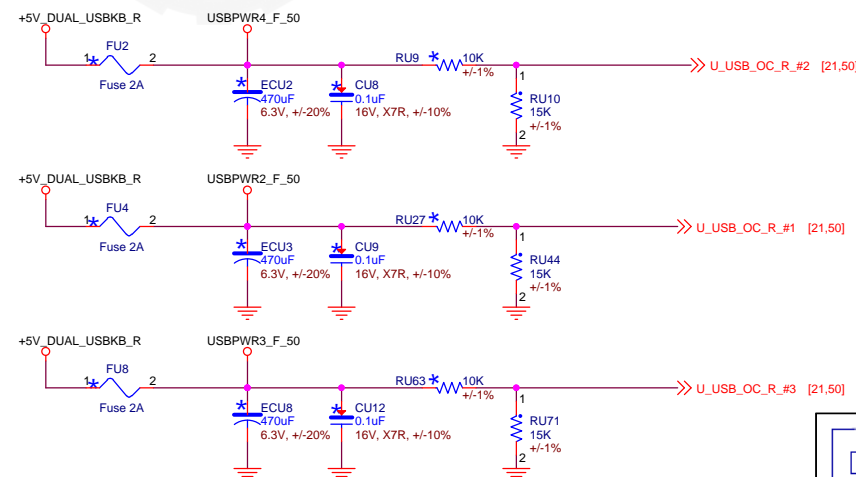 +5V_DUAL_USBKB_R USBPWR4_F_50
FU2
1 2
Fuse 2A
ECU2
470uF
6.3V, +/-20%
CU8
0.1uF
16V, X7R, +/-10%
RU9 10K
+/-1%
1
RU10
15K
+/-1%
2
U_USB_OC_R_#2 [21,50]
+5V_DUAL_USBKB_R USBPWR2_F_50
FU4
1 2
Fuse 2A
ECU3
470uF
6.3V, +/-20%
CU9
0.1uF
16V, X7R, +/-10%
RU27 10K
+/-1%
1
RU44
15K
+/-1%
2
U_USB_OC_R_#1 [21,50]
+5V_DUAL_USBKB_R USBPWR3_F_50
FU8
1 2
Fuse 2A
ECU8
470uF
6.3V, +/-20%
CU12
0.1uF
16V, X7R, +/-10%
RU63 10K
+/-1%
1
RU71
15K
+/-1%
2
U_USB_OC_R_#3 [21,50]